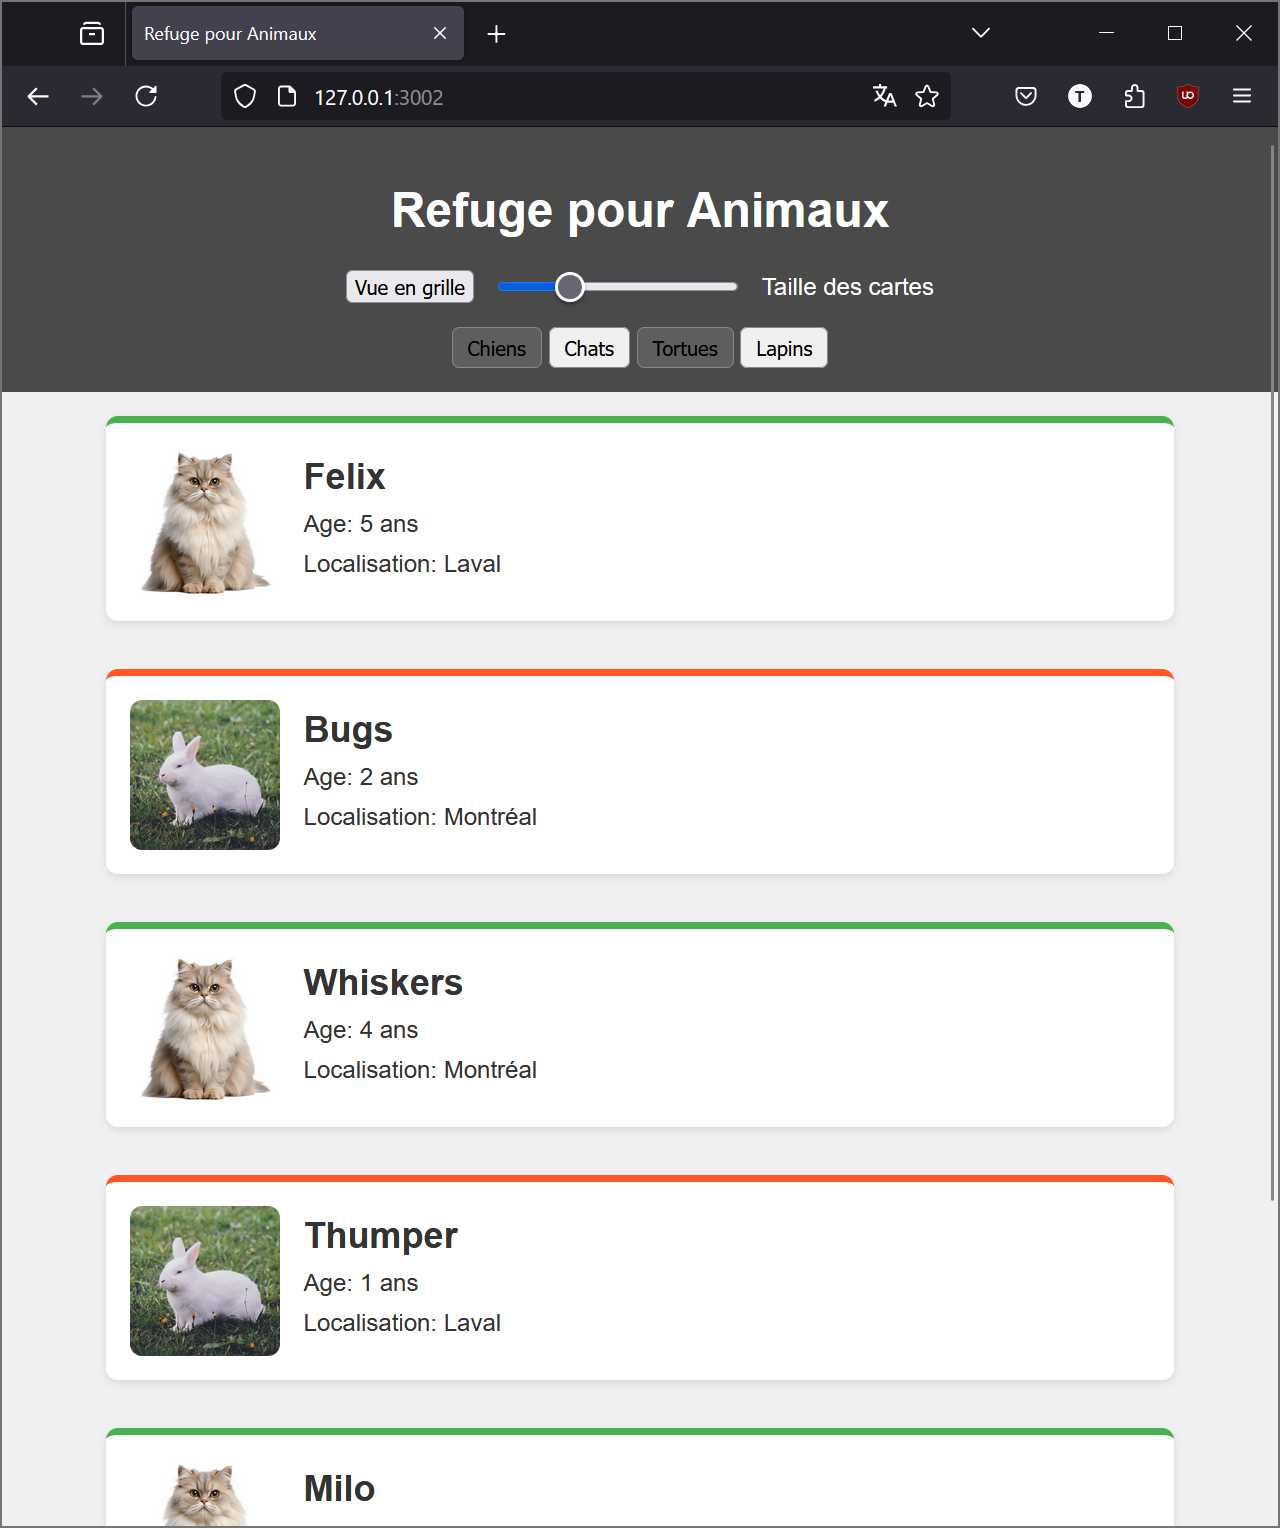 Refuge pour Animaux
127.0.0.1:3002
T
Refuge pour Animaux
Vue en grille
Taille des cartes
Chiens
Chats
Tortues
Lapins
Felix
Age: 5 ans
Localisation: Laval
Bugs
Age: 2 ans
Localisation: Montréal
Whiskers
Age: 4 ans
Localisation: Montréal
Thumper
Age: 1 ans
Localisation: Laval
Milo